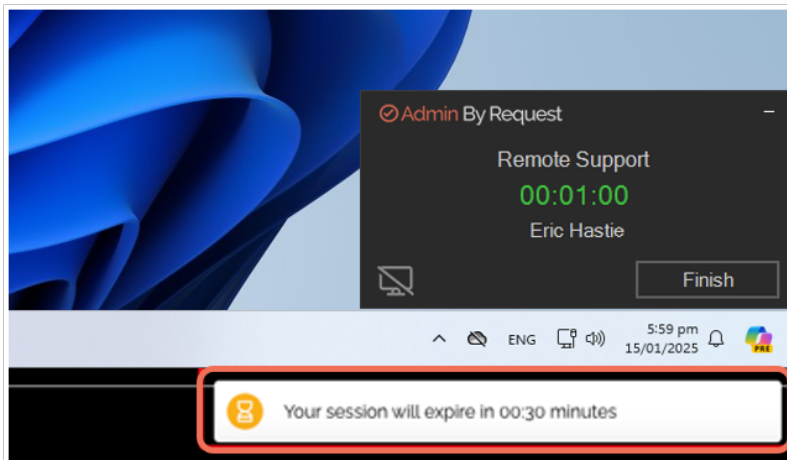 Admin By Request
Remote Support
00:01:00
Eric Hastie
Finish
ENG
5:59 pm
15/01/2025
PRE
Your session will expire in 00:30 minutes